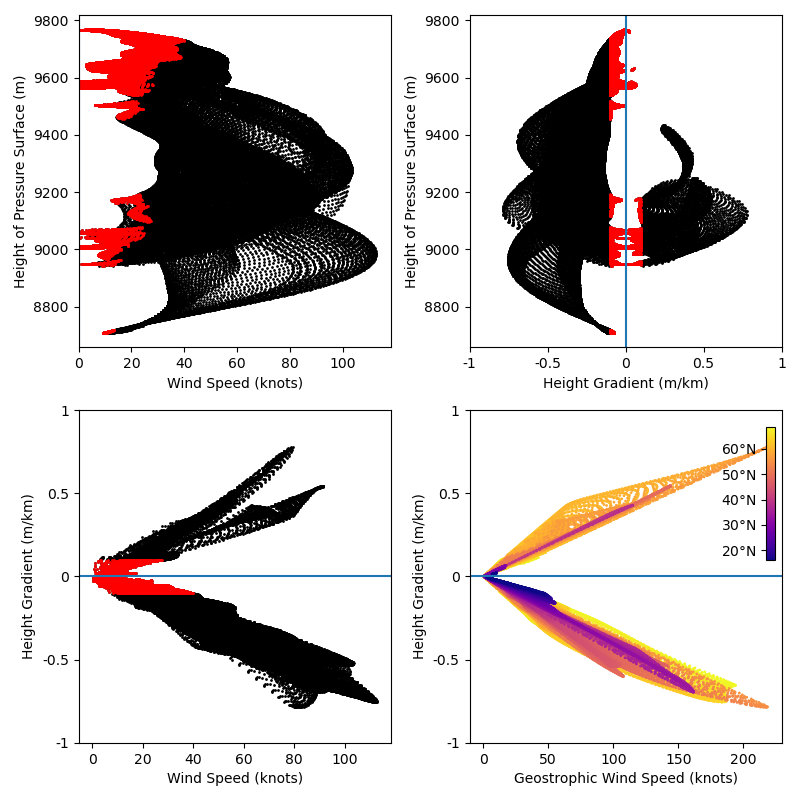 9800
9600
9400
9200
9000
8800
Height of Pressure Surface (m)
0 20 40 60 80 100
Wind Speed (knots)
9800
9600
9400
9200
9000
8800
Height of Pressure Surface (m)
-1 -0.5 0 0.5 1
Height Gradient (m/km)
1
0.5
0
-0.5
-1
Height Gradient (m/km)
0 20 40 60 80 100
Wind Speed (knots)
1
0.5
0
-0.5
-1
Height Gradient (m/km)
60°N
50°N
40°N
30°N
20°N
0 50 100 150 200
Geostrophic Wind Speed (knots)